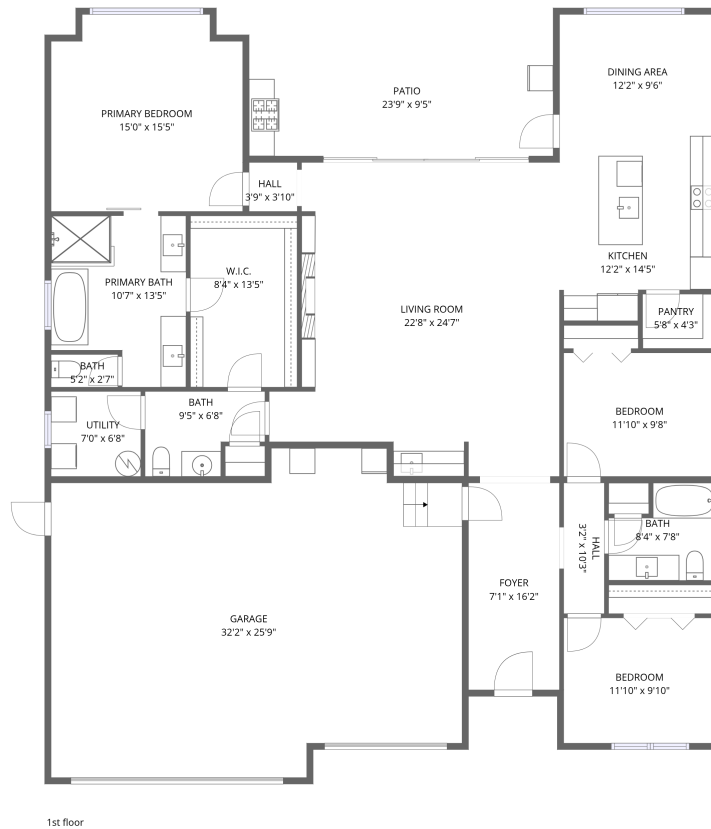 PRIMARY BEDROOM
15'0" x 15'5"
PATIO
23'9" x 9'5"
DINING AREA
12'2" x 9'6"
HALL
3'9" x 3'10"
W.I.C.
8'4" x 13'5"
PRIMARY BATH
10'7" x 13'5"
KITCHEN
12'2" x 14'5"
LIVING ROOM
22'8" x 24'7"
PANTRY
5'8" x 4'3"
BATH
5'2" x 2'7"
BATH
9'5" x 6'8"
UTILITY
7'0" x 6'8"
BEDROOM
11'10" x 9'8"
BATH
8'4" x 7'8"
HALL
3'2" x 10'3"
FOYER
7'1" x 16'2"
GARAGE
32'2" x 25'9"
BEDROOM
11'10" x 9'10"
1st floor